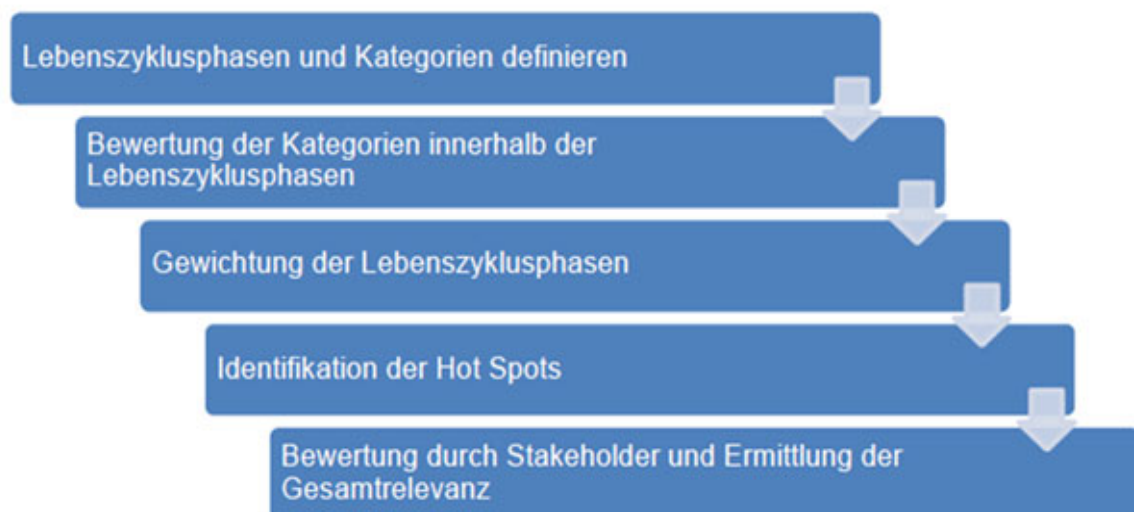 Lebenszyklusphasen und Kategorien definieren
Bewertung der Kategorien innerhalb der
Lebenszyklusphasen
Gewichtung der Lebenszyklusphasen
Identifikation der Hot Spots
Bewertung durch Stakeholder und Ermittlung der
Gesamtrelevanz